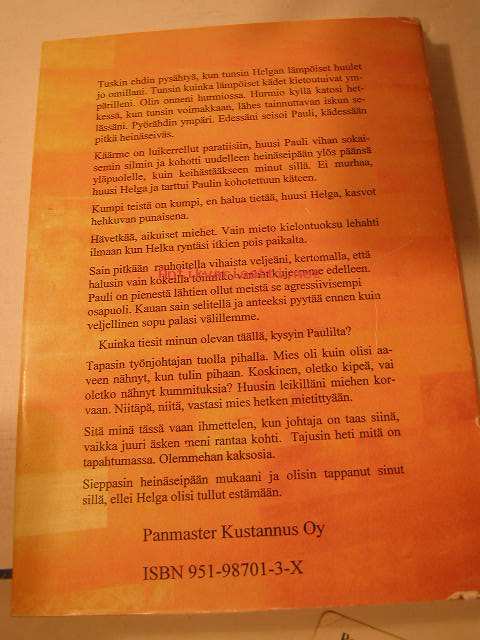 Tuskin ehdin pysähtyä, kun tunsin Helgan lämpöiset huulet
jo omillani. Tunsin kuinka lämpöiset kädet kietoutuivat ym-
pärilleni. Olin onneni hurmiossa. Hurmio kyllä katosi het-
kessä, kun tunsin voimakkaan, lähes tainnuttavan iskun se-
lässäni. Pyörähdin ympäri. Edessäni seisoi Pauli, kädessään
pitkä heinäseiväs.
Käärme on luikerrellut paratiisiin, huusi Pauli vihan sokai-
semin silmin ja kohotti uudelleen heinäseipään ylös päänsä
yläpuolelle, kuin keihästääkseen minut sillä. Ei murhaa,
huusi Helga ja tarttui Paulin kohotettuun käteen.
Kumpi teistä on kumpi, en halua tietää, huusi Helga, kasvot
hehkuvan punaisena.
Hävetkää, aikuiset miehet. Vain mieto kielontuoksu lehahti
ilmaan kun Helka ryntäsi itkien pois paikalta.
Sain pitkään rauhoitella vihaista veljeäni, kertomalla, että
halusin vain kokeilla toimiiko vanhat kujeemme edelleen.
Pauli on pienestä lähtien ollut meistä se agressiivisempi
osapuoli. Kauan sain selitellä ja anteeksi pyytää ennen kuin
veljellinen sopu palasi välillemme.
Kuinka tiesit minun olevan täällä, kysyin Paulilta?
Tapasin työnjohtajan tuolla pihalla. Mies oli kuin olisi aa-
veen nähnyt, kun tulin pihaan. Koskinen, oletko kipeä, vai
oletko nähnyt kummituksia? Huusin leikilläni miehen kor-
vaan. Niitäpä, niitä, vastasi mies hetken mietittyään.
Sitä minä tässä vaan ihmettelen, kun johtaja on taas siinä,
vaikka juuri äsken meni rantaa kohti. Tajusin heti mitä on
tapahtumassa. Olemmehan kaksosia.
Sieppasin heinäseipään mukaani ja olisin tappanut sinut
sillä, ellei Helga olisi tullut estämään.
Panmaster Kustannus Oy
ISBN 951-98701-3-X